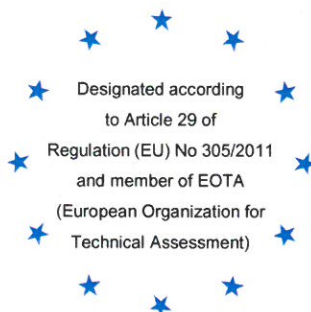 Designated according
to Article 29 of
Regulation (EU) No 305/2011
and member of EOTA
(European Organization for
Technical Assessment)